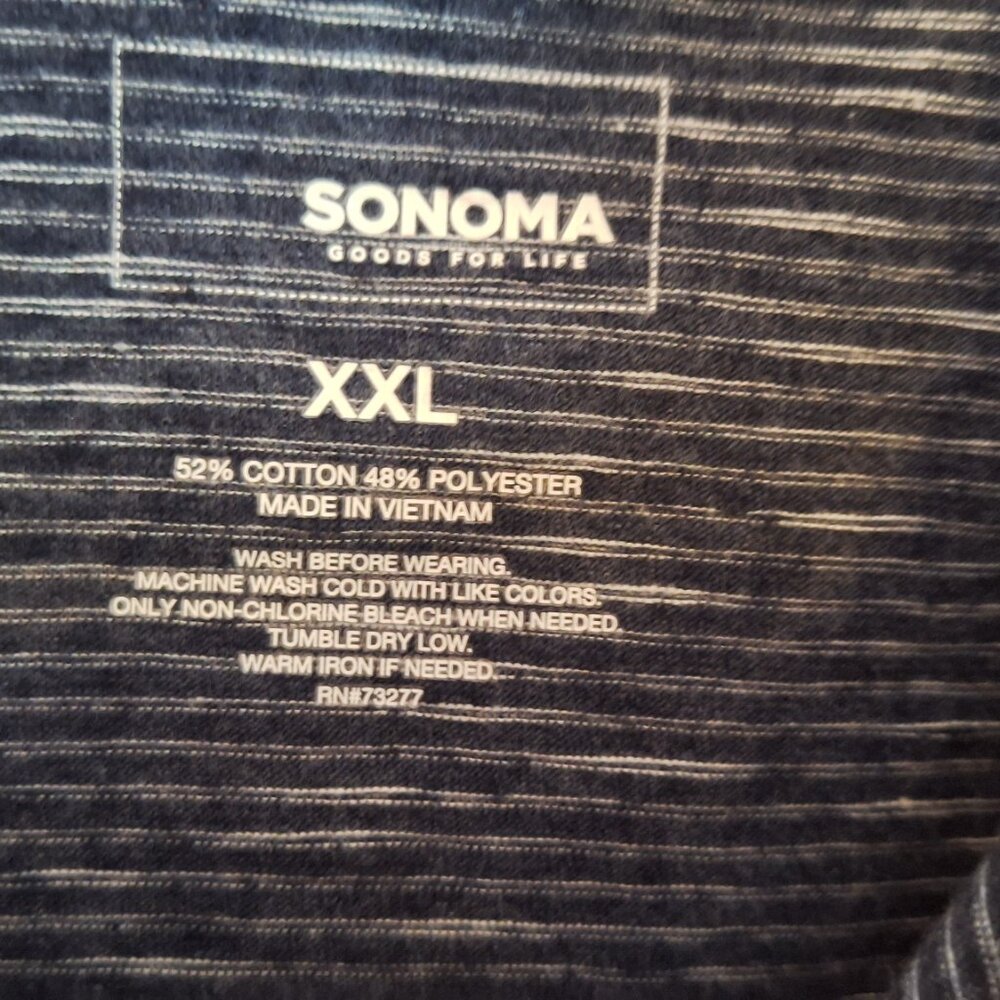 SONOMA
GOODS FOR LIFE
XXL
52% COTTON 48% POLYESTER
MADE IN VIETNAM
WASH BEFORE WEARING.
MACHINE WASH COLD WITH LIKE COLORS.
ONLY NON-CHLORINE BLEACH WHEN NEEDED.
TUMBLE DRY LOW.
WARM IRON IF NEEDED.
RN#73277